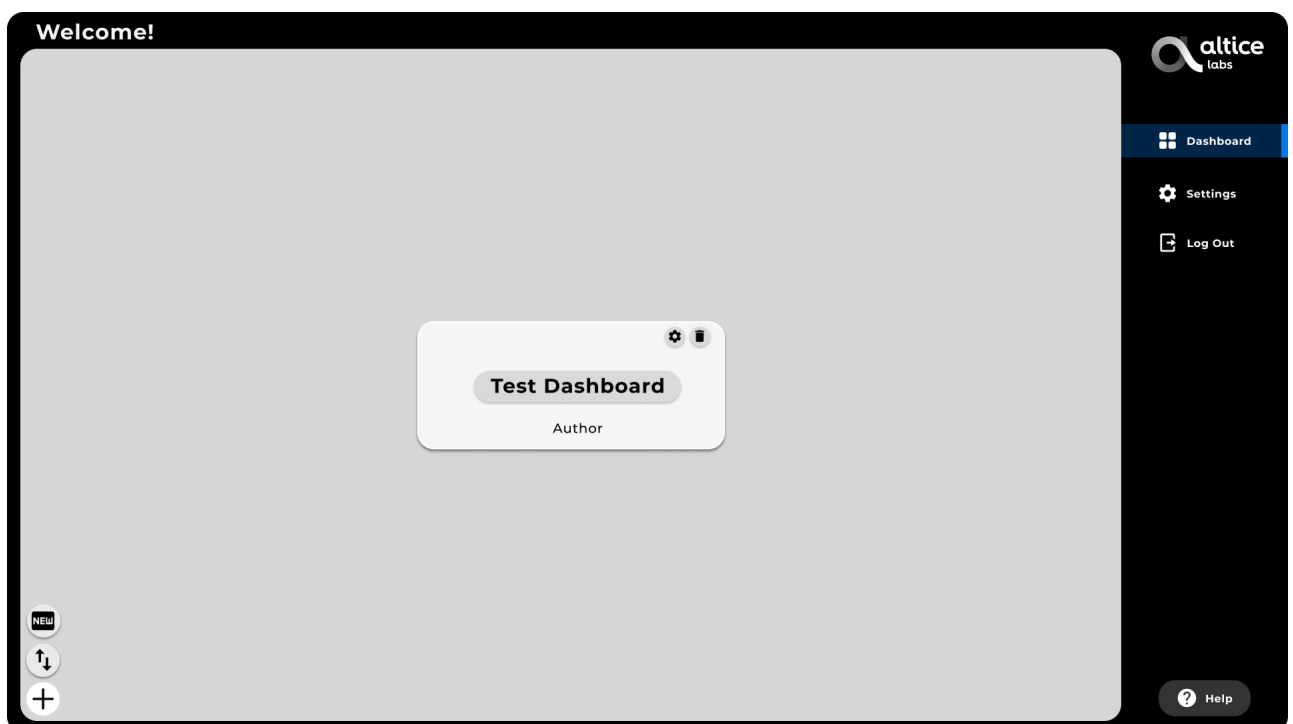 Welcome!
altice
labs
Dashboard
Settings
Log Out
Test Dashboard
Author
NEW
Help